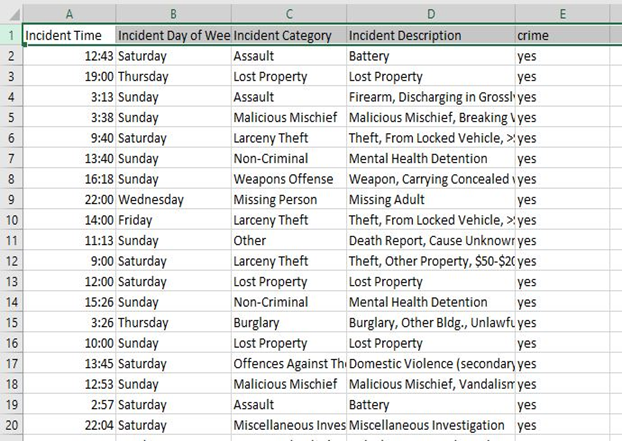 A B C D E
1 Incident Time Incident Day of Wee Incident Category Incident Description crime
2 12:43 Saturday Assault Battery yes
3 19:00 Thursday Lost Property Lost Property yes
4 3:13 Sunday Assault Firearm, Discharging in Grossl yes
5 3:38 Sunday Malicious Mischief Malicious Mischief, Breaking yes
6 9:40 Saturday Larceny Theft Theft, From Locked Vehicle, > yes
7 13:40 Sunday Non-Criminal Mental Health Detention yes
8 16:18 Sunday Weapons Offense Weapon, Carrying Concealed yes
9 22:00 Wednesday Missing Person Missing Adult yes
10 14:00 Friday Larceny Theft Theft, From Locked Vehicle, > yes
11 11:13 Sunday Other Death Report, Cause Unknow yes
12 9:00 Saturday Larceny Theft Theft, Other Property, $50-$20 yes
13 12:00 Saturday Lost Property Lost Property yes
14 15:26 Sunday Non-Criminal Mental Health Detention yes
15 3:26 Thursday Burglary Burglary, Other Bldg., Unlawfu yes
16 10:00 Sunday Lost Property Lost Property yes
17 13:45 Saturday Offences Against The Domestic Violence (secondary yes
18 12:53 Sunday Malicious Mischief Malicious Mischief, Vandalism yes
19 2:57 Saturday Assault Battery yes
20 22:04 Saturday Miscellaneous Inves Miscellaneous Investigation yes